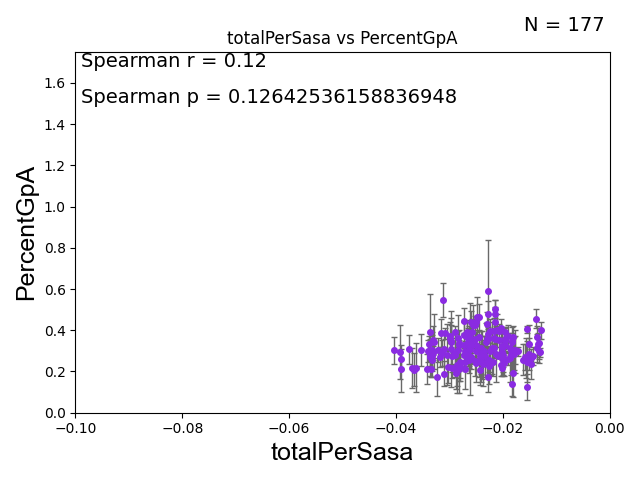 N = 177
totalPerSasa vs PercentGpA
Spearman r = 0.12
Spearman p = 0.12642536158836948
PercentGpA
1.6
1.4
1.2
1.0
0.8
0.6
0.4
0.2
0.0
−0.10 −0.08 −0.06 −0.04 −0.02 0.00
totalPerSasa